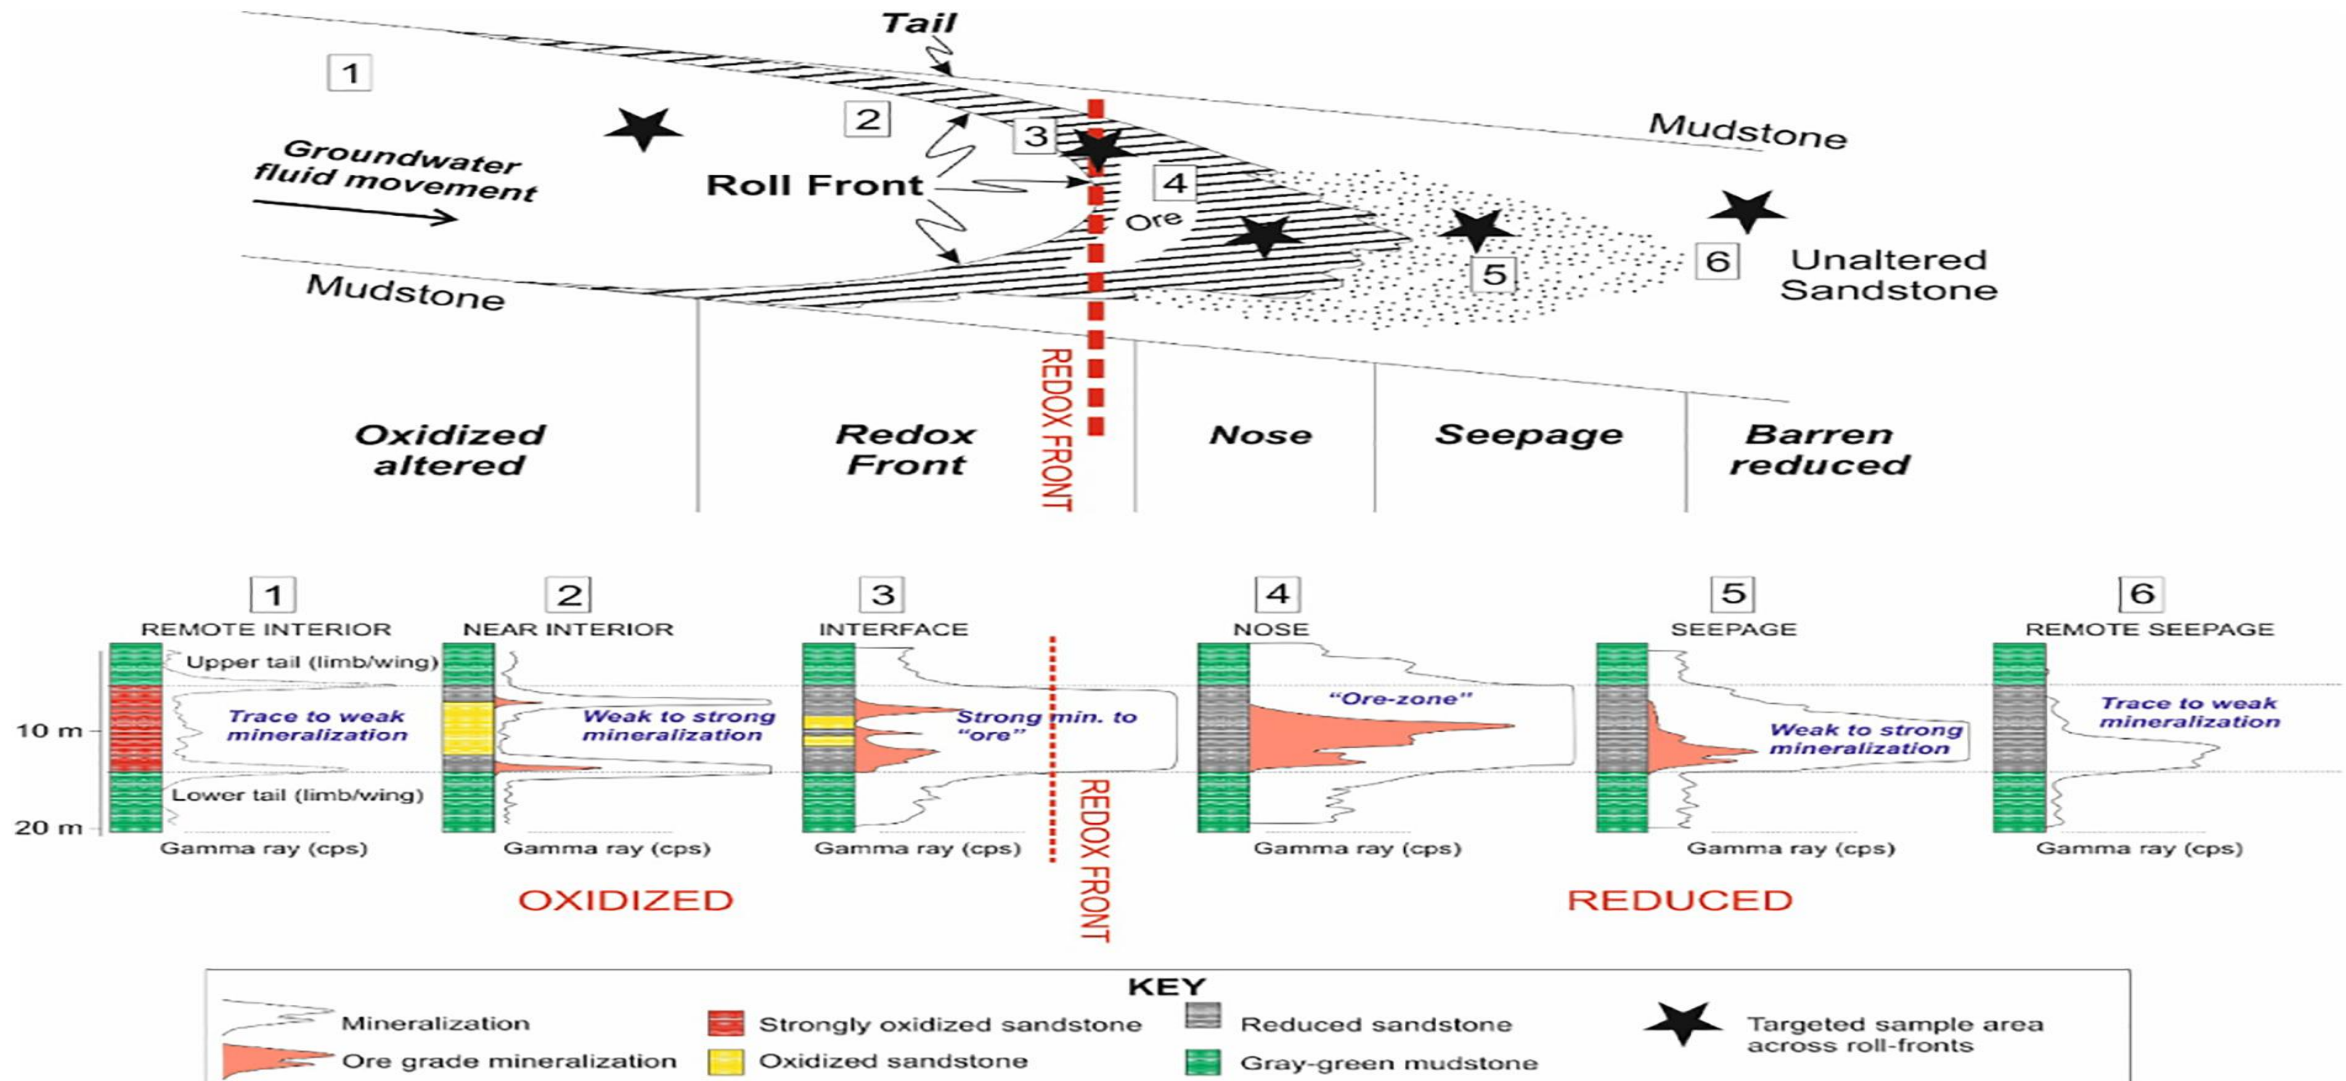 Tail
1
2
3
4
5
6
Mudstone
Groundwater
fluid movement
Roll Front
Ore
Unaltered
Sandstone
Mudstone
REDOX FRONT
Oxidized
altered
Redox
Front
Nose
Seepage
Barren
reduced
1
2
3
4
5
6
REMOTE INTERIOR
NEAR INTERIOR
INTERFACE
NOSE
SEEPAGE
REMOTE SEEPAGE
Upper tail (limb/wing)
10 m
20 m
Trace to weak
mineralization
Weak to strong
mineralization
Strong min. to
“ore”
“Ore-zone”
Weak to strong
mineralization
Trace to weak
mineralization
Lower tail (limb/wing)
Gamma ray (cps)
Gamma ray (cps)
Gamma ray (cps)
Gamma ray (cps)
Gamma ray (cps)
Gamma ray (cps)
REDOX FRONT
OXIDIZED
REDUCED
KEY
Mineralization
Ore grade mineralization
Strongly oxidized sandstone
Oxidized sandstone
Reduced sandstone
Gray-green mudstone
Targeted sample area
across roll-fronts